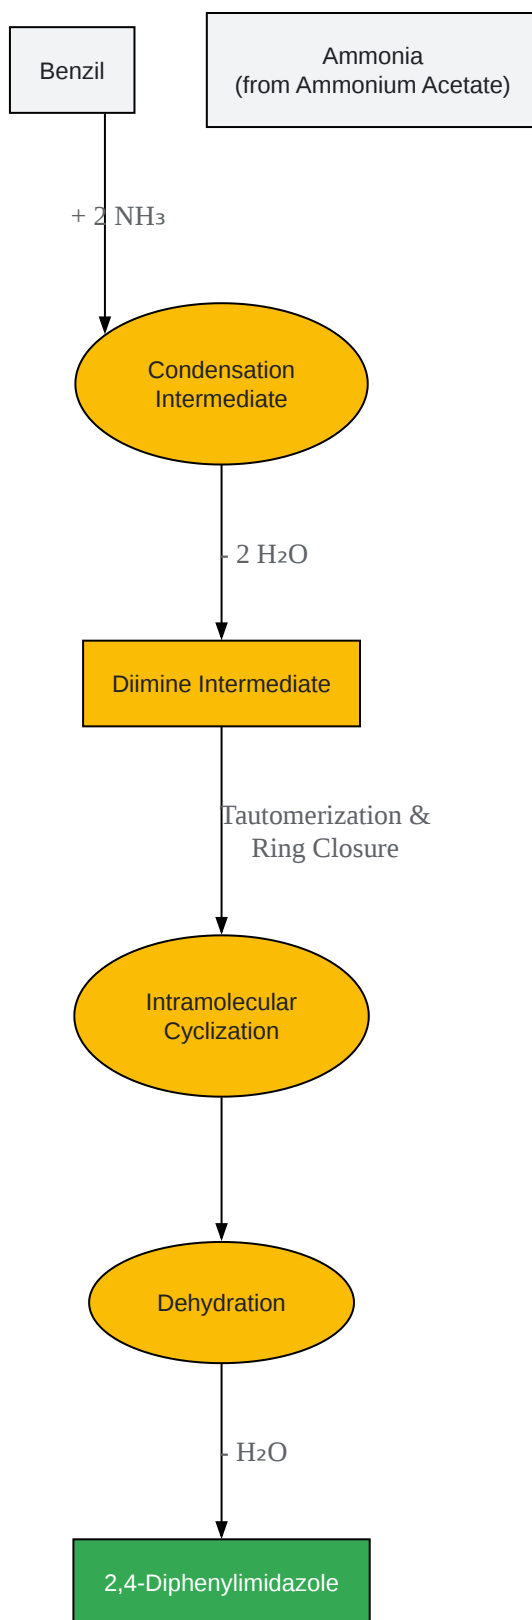 Benzil
Ammonia
(from Ammonium Acetate)
+ 2 NH₃
Condensation
Intermediate
- 2 H₂O
Diimine Intermediate
Tautomerization &
Ring Closure
Intramolecular
Cyclization
Dehydration
- H₂O
2,4-Diphenylimidazole